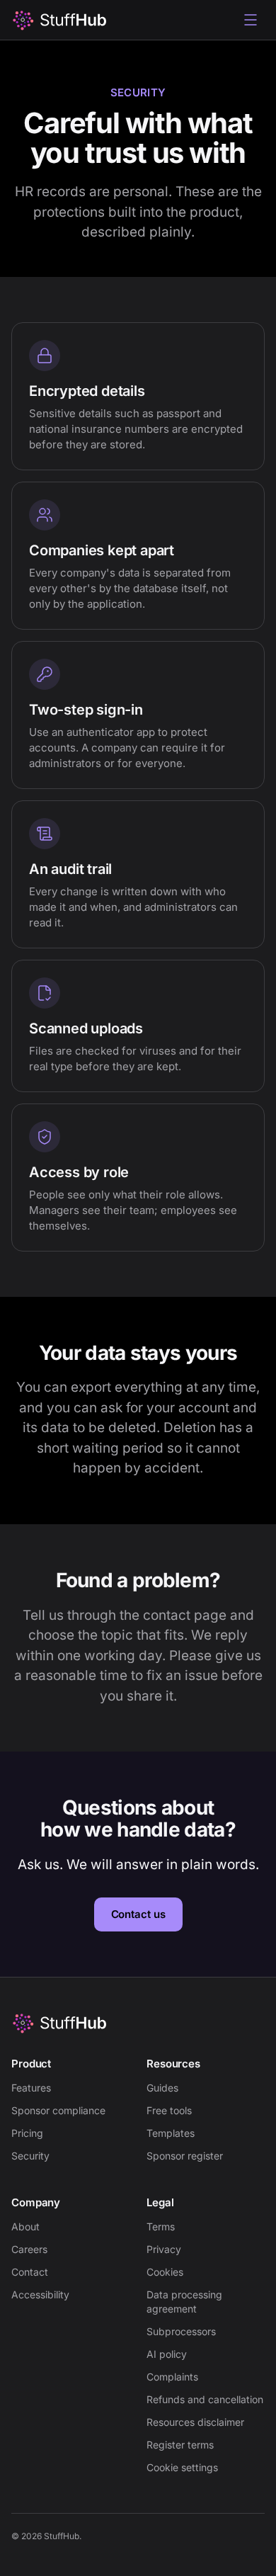 StuffHub
SECURITY
Careful with what
you trust us with
HR records are personal. These are the
protections built into the product,
described plainly.
Encrypted details
Sensitive details such as passport and
national insurance numbers are encrypted
before they are stored.
Companies kept apart
Every company's data is separated from
every other's by the database itself, not
only by the application.
Two-step sign-in
Use an authenticator app to protect
accounts. A company can require it for
administrators or for everyone.
An audit trail
Every change is written down with who
made it and when, and administrators can
read it.
Scanned uploads
Files are checked for viruses and for their
real type before they are kept.
Access by role
People see only what their role allows.
Managers see their team; employees see
themselves.
Your data stays yours
You can export everything at any time,
and you can ask for your account and
its data to be deleted. Deletion has a
short waiting period so it cannot
happen by accident.
Found a problem?
Tell us through the contact page and
choose the topic that fits. We reply
within one working day. Please give us
a reasonable time to fix an issue before
you share it.
Questions about
how we handle data?
Ask us. We will answer in plain words.
Contact us
StuffHub
Product
Features
Sponsor compliance
Pricing
Security
Resources
Guides
Free tools
Templates
Sponsor register
Company
About
Careers
Contact
Accessibility
Legal
Terms
Privacy
Cookies
Data processing
agreement
Subprocessors
AI policy
Complaints
Refunds and cancellation
Resources disclaimer
Register terms
Cookie settings
© 2026 StuffHub.